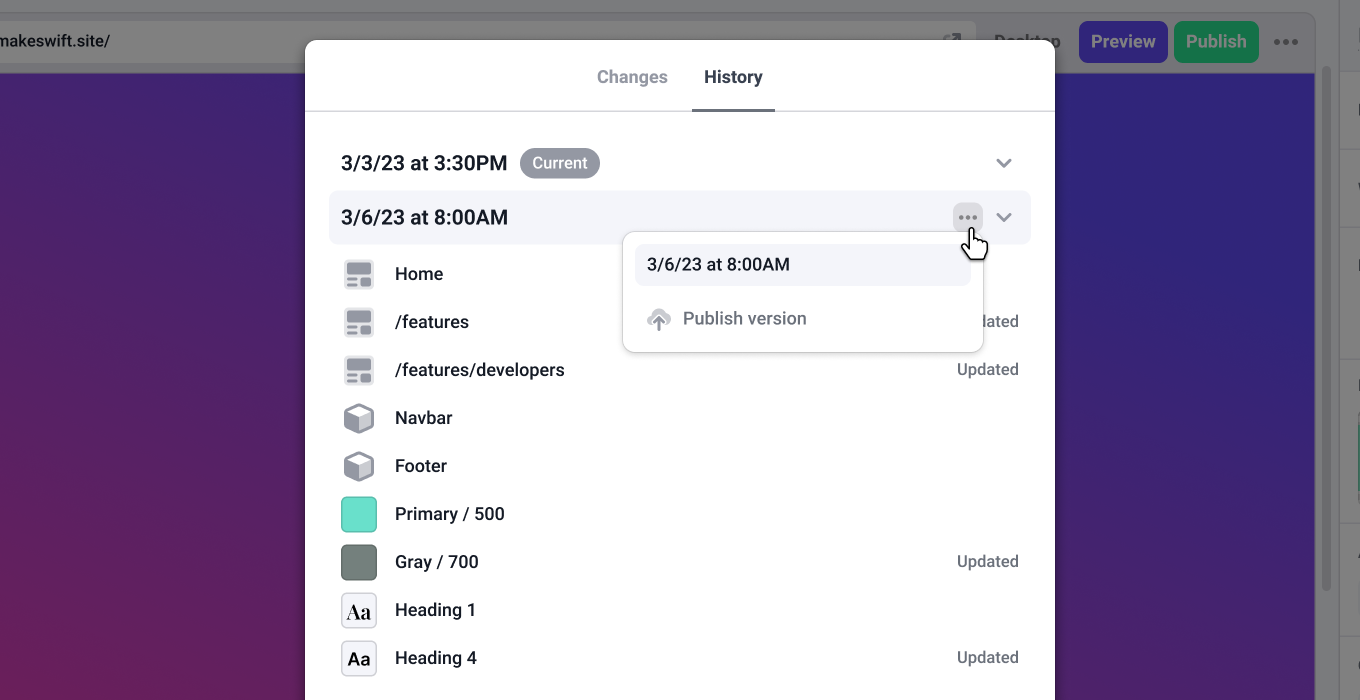 makeswift.site/
Desktop
Preview
Publish
Changes
History
3/3/23 at 3:30PM
Current
3/6/23 at 8:00AM
3/6/23 at 8:00AM
Publish version
Home
/features
dated
/features/developers
Updated
Navbar
Footer
Primary / 500
Gray / 700
Updated
Aa
Heading 1
Aa
Heading 4
Updated